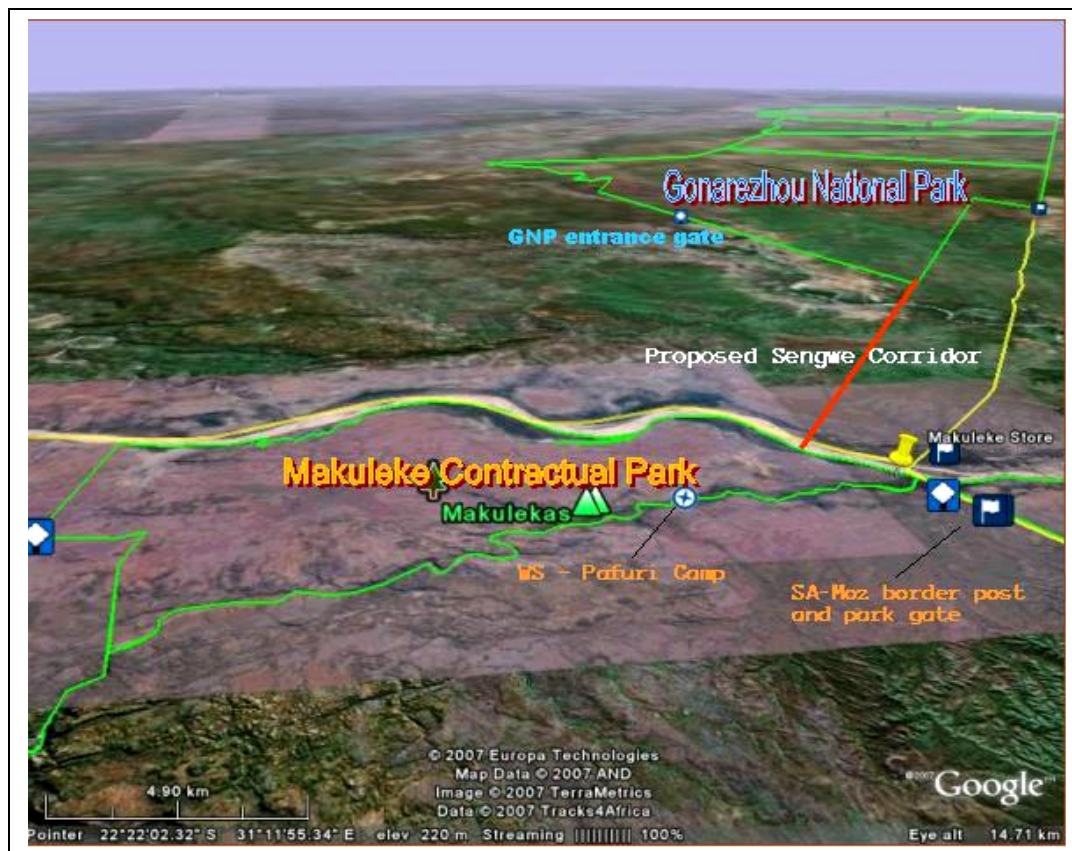 Gonarezhou National Park
GNP entrance gate
Proposed Sengwe Corridor
Makuleke Store
Makuleke Contractual Park
Makulekas
WS - Pafuri Camp
SA-Moz border post
and park gate
© 2007 Europa Technologies
Map Data © 2007 AND
Image © 2007 TerraMetrics
Data © 2007 Tracks4Africa
©2007 Google™
4.90 km
Pointer 22°22'02.32" S 31°11'55.34" E elev 220 m Streaming |||||||||| 100% Eye alt 14.71 km